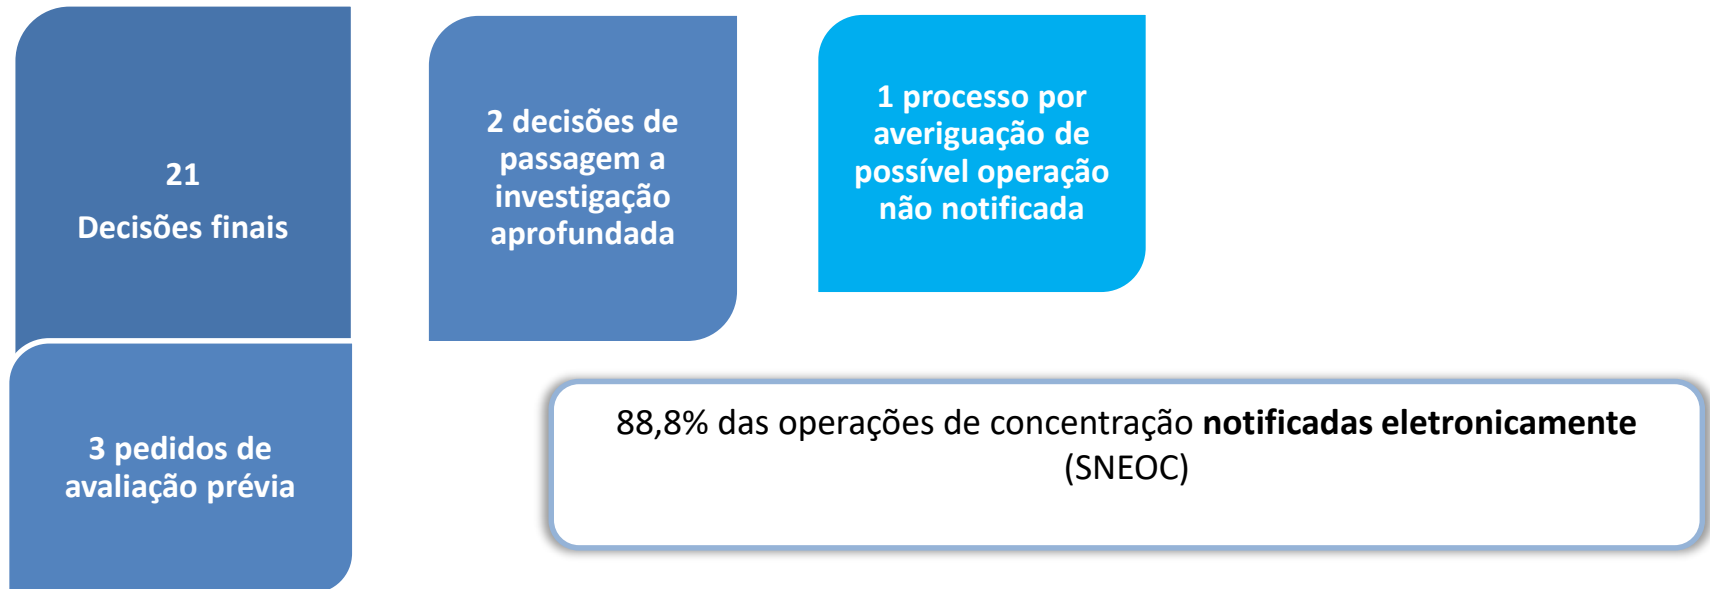 21
Decisões finais
2 decisões de
passagem a
investigação
aprofundada
1 processo por
averiguação de
possível operação
não notificada
3 pedidos de
avaliação prévia
88,8% das operações de concentração notificadas eletronicamente
(SNEOC)